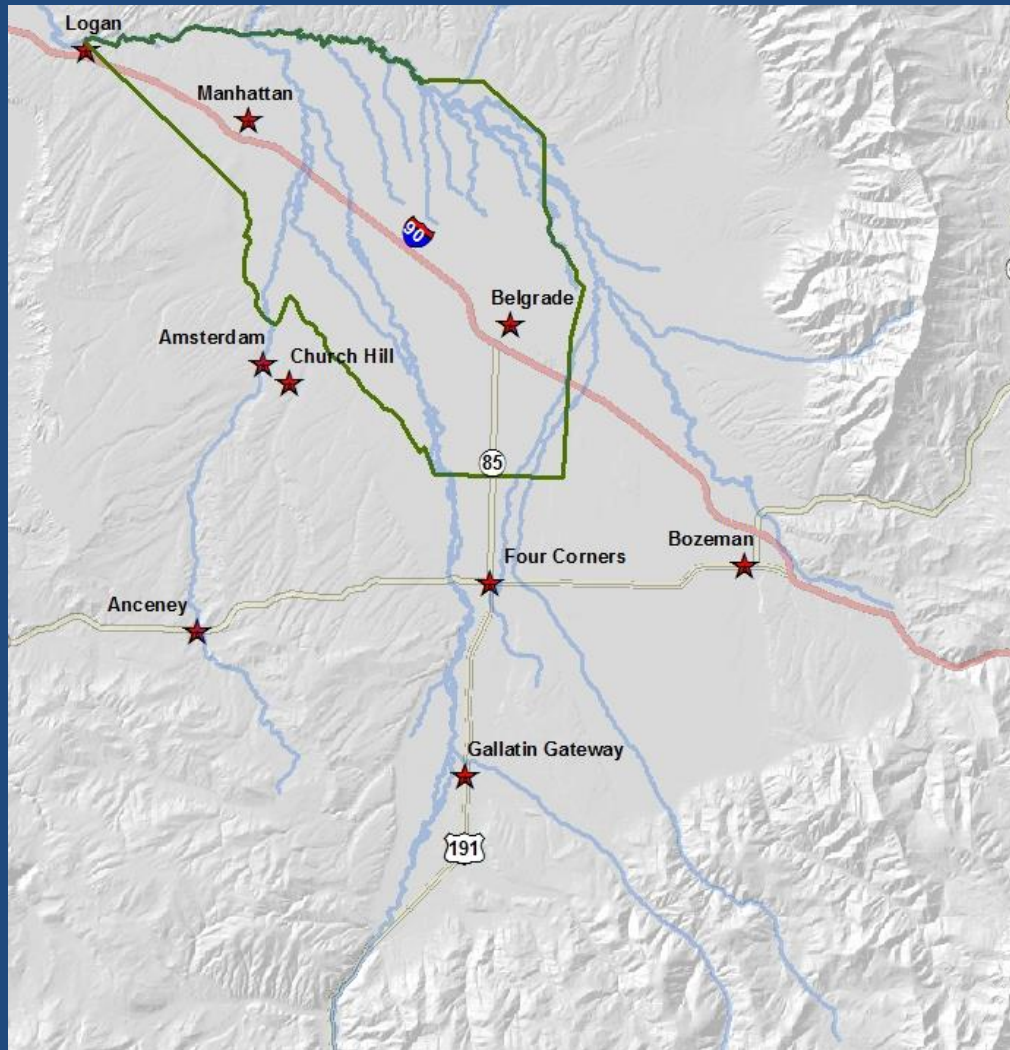 Logan
Manhattan
90
Belgrade
Amsterdam
Church Hill
85
Four Corners
Bozeman
Anceney
Gallatin Gateway
191